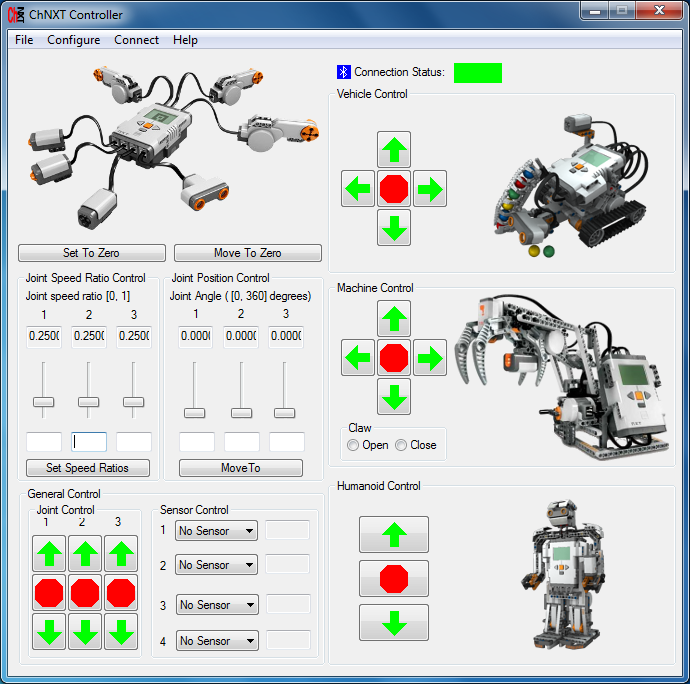 ChNXT Controller
File Configure Connect Help
Connection Status:
Vehicle Control
Set To Zero Move To Zero
Joint Speed Ratio Control
Joint speed ratio [0, 1]
1 2 3
0.2500 0.2500 0.2500
Set Speed Ratios
Joint Position Control
Joint Angle ( [0, 360] degrees)
1 2 3
0.0000 0.0000 0.0000
MoveTo
Machine Control
Claw
Open Close
General Control
Joint Control
1 2 3
Sensor Control
1 No Sensor
2 No Sensor
3 No Sensor
4 No Sensor
Humanoid Control